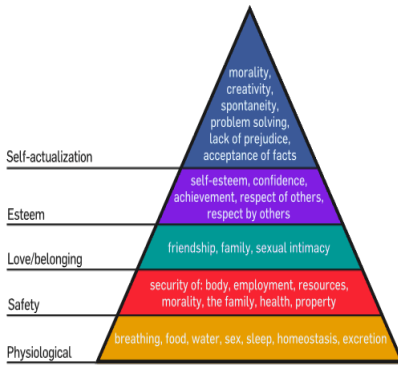 morality,
creativity,
spontaneity,
problem solving,
lack of prejudice,
acceptance of facts
Self-actualization
self-esteem, confidence,
achievement, respect of others,
respect by others
Esteem
friendship, family, sexual intimacy
Love/belonging
security of: body, employment, resources,
morality, the family, health, property
Safety
breathing, food, water, sex, sleep, homeostasis, excretion
Physiological